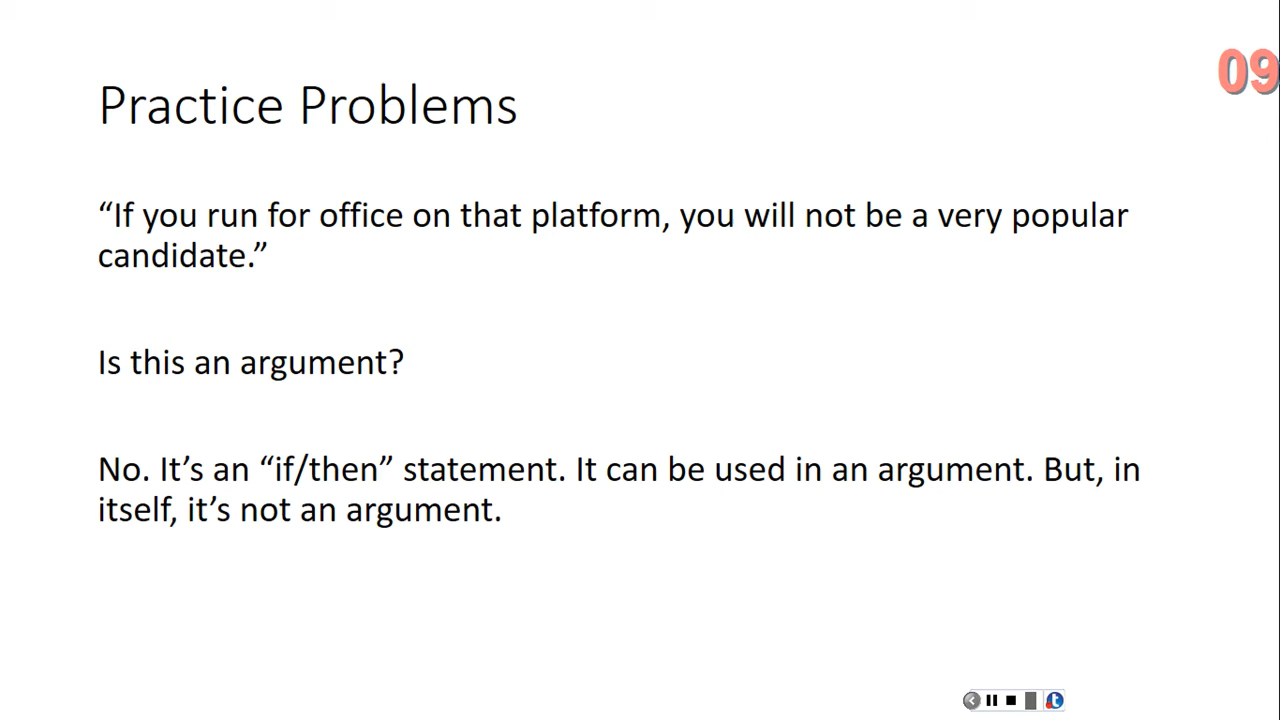 09
Practice Problems
“If you run for office on that platform, you will not be a very popular
candidate.”
Is this an argument?
No. It’s an “if/then” statement. It can be used in an argument. But, in
itself, it’s not an argument.
t